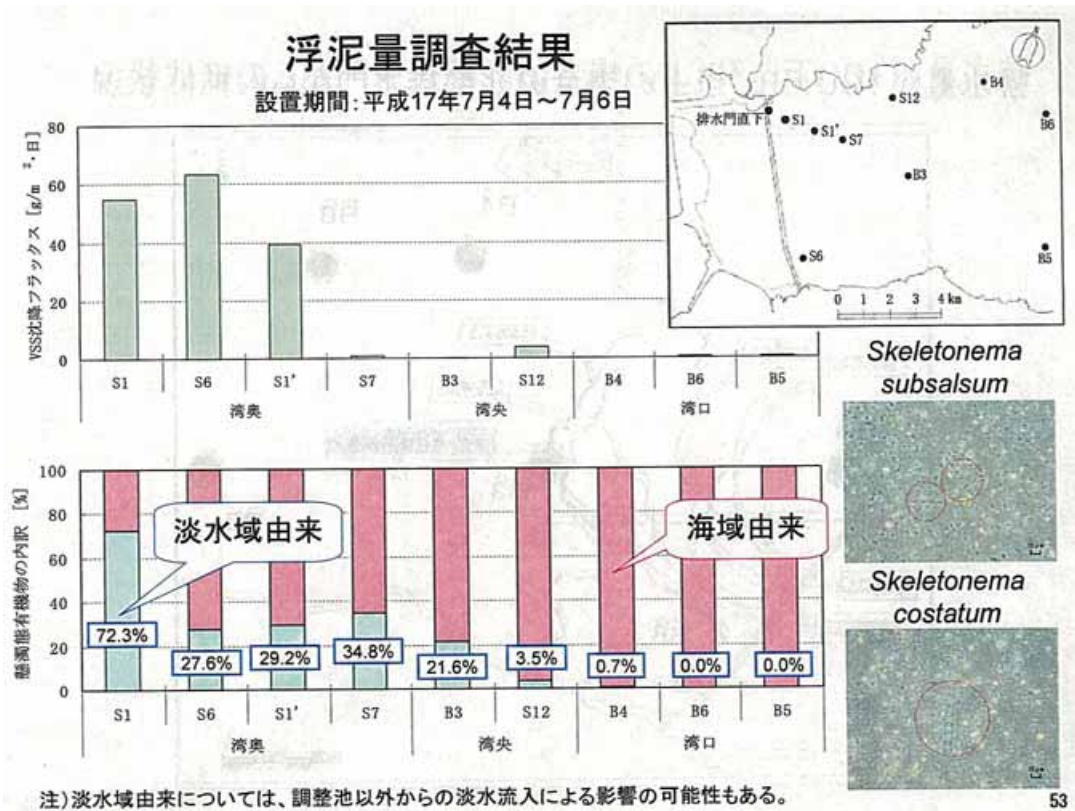 浮泥量調査結果
設置期間:平成17年7月4日~7月6日
VSS沈降フラックス [g/m²・日]
80
60
40
20
0
S1 S6 S1' S7 B3 S12 B4 B6 B5
湾奥 湾央 湾口
排水門直下
S1
S1'
S7
S12
B4
B6
B3
S6
B5
0 1 2 3 4 km
懸濁態有機物の内訳 [%]
100
80
60
40
20
0
淡水域由来
海域由来
72.3% 27.6% 29.2% 34.8% 21.6% 3.5% 0.7% 0.0% 0.0%
S1 S6 S1' S7 B3 S12 B4 B6 B5
湾奥 湾央 湾口
Skeletonema
subsalsum
Skeletonema
costatum
注)淡水域由来については、調整池以外からの淡水流入による影響の可能性もある。
53